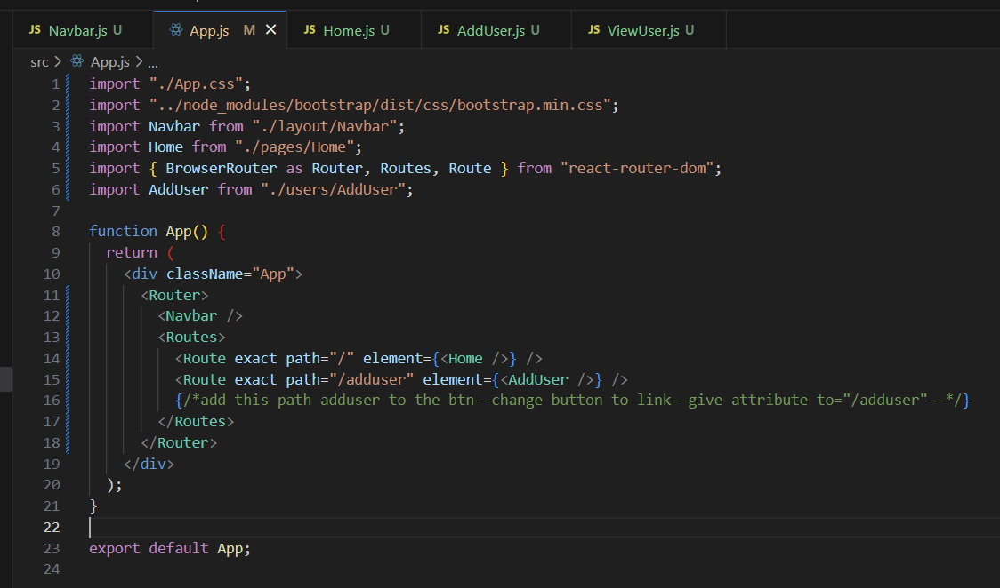 JS Navbar.js U App.js M JS Home.js U JS AddUser.js U JS ViewUser.js U
src > App.js > ...
1 import "./App.css";
2 import "../node_modules/bootstrap/dist/css/bootstrap.min.css";
3 import Navbar from "./layout/Navbar";
4 import Home from "./pages/Home";
5 import { BrowserRouter as Router, Routes, Route } from "react-router-dom";
6 import AddUser from "./users/AddUser";
7
8 function App() {
9 return (
10 <div className="App">
11 <Router>
12 <Navbar />
13 <Routes>
14 <Route exact path="/" element={<Home />} />
15 <Route exact path="/adduser" element={<AddUser />} />
16 {/*add this path adduser to the btn--change button to link--give attribute to="/adduser"--*/}
17 </Routes>
18 </Router>
19 </div>
20 );
21 }
22
23 export default App;
24